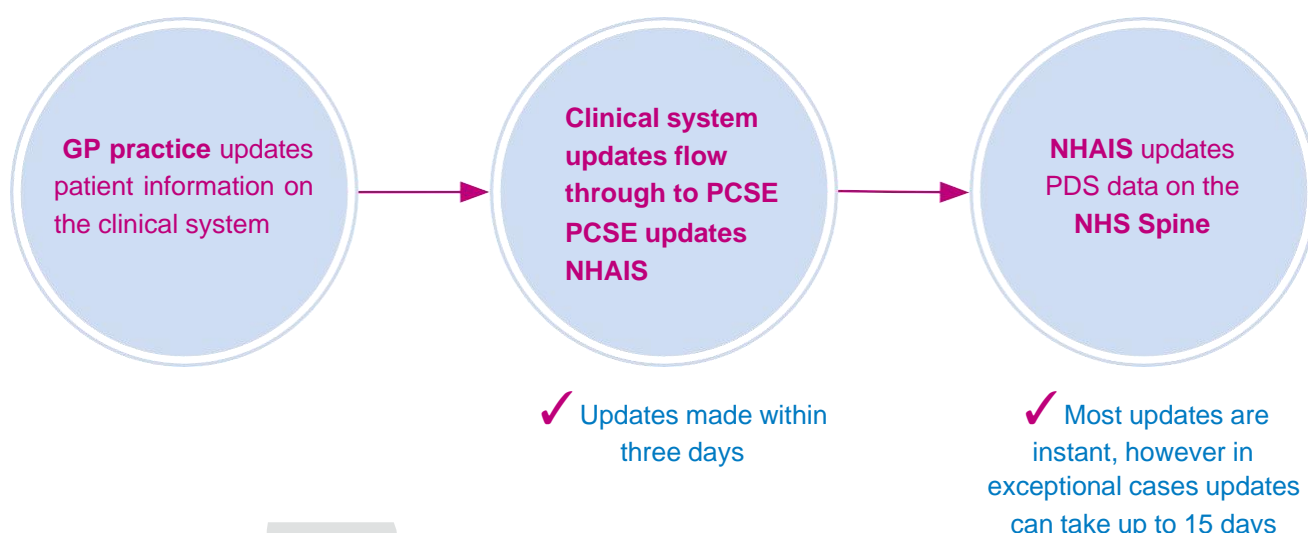 GP practice updates
patient information on
the clinical system
Clinical system
updates flow
through to PCSE
PCSE updates
NHAIS
NHAIS updates
PDS data on the
NHS Spine
Updates made within
three days
Most updates are
instant, however in
exceptional cases updates
can take up to 15 days